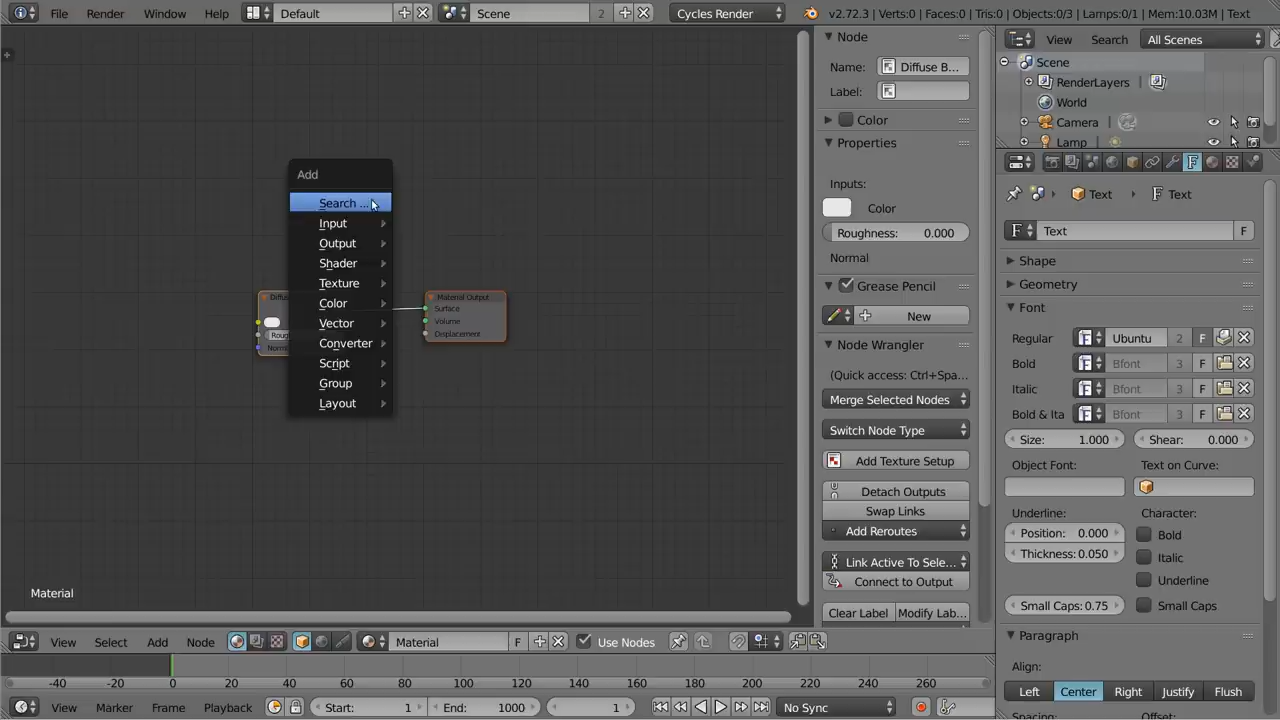 File Render Window Help Default Scene 2 Cycles Render v2.72.3 | Verts:0 | Faces:0 | Tris:0 | Objects:0/3 | Lamps:0/1 | Mem:10.03M | Text
Add
Search ...
Input
Output
Shader
Texture
Color
Vector
Converter
Script
Group
Layout
Material Output
Surface
Volume
Displacement
Material
Node
Name: Diffuse B...
Label:
Color
Properties
Inputs:
Color
Roughness: 0.000
Normal
Grease Pencil
New
Node Wrangler
(Quick access: Ctrl+Spa...
Merge Selected Nodes
Switch Node Type
Add Texture Setup
Detach Outputs
Swap Links
Add Reroutes
Link Active To Sele...
Connect to Output
Clear Label Modify Lab...
View Search All Scenes
Scene
RenderLayers
World
Camera
Lamp
Text Text
F Text F
Shape
Geometry
Font
Regular Ubuntu 2 F
Bold Bfont 3 F
Italic Bfont 3 F
Bold & Ita Bfont 3 F
Size: 1.000 Shear: 0.000
Object Font: Text on Curve:
Underline: Character:
Position: 0.000 Bold
Thickness: 0.050 Italic
Underline
Small Caps: 0.75 Small Caps
Paragraph
Align:
Left Center Right Justify Flush
View Select Add Node Material F Use Nodes
-40 -20 0 20 40 60 80 100 120 140 160 180 200 220 240 260
View Marker Frame Playback Start: 1 End: 1000 1 No Sync